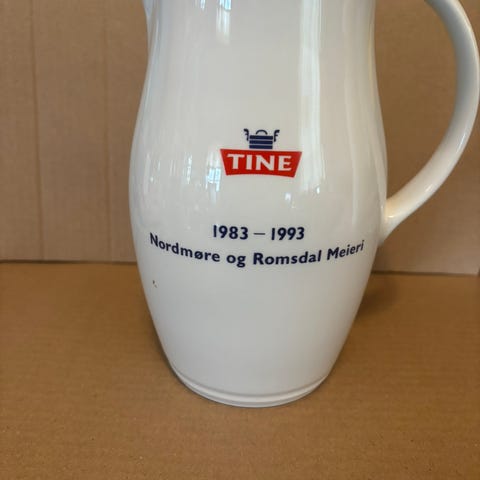 TINE
1983 – 1993
Nordmøre og Romsdal Meieri